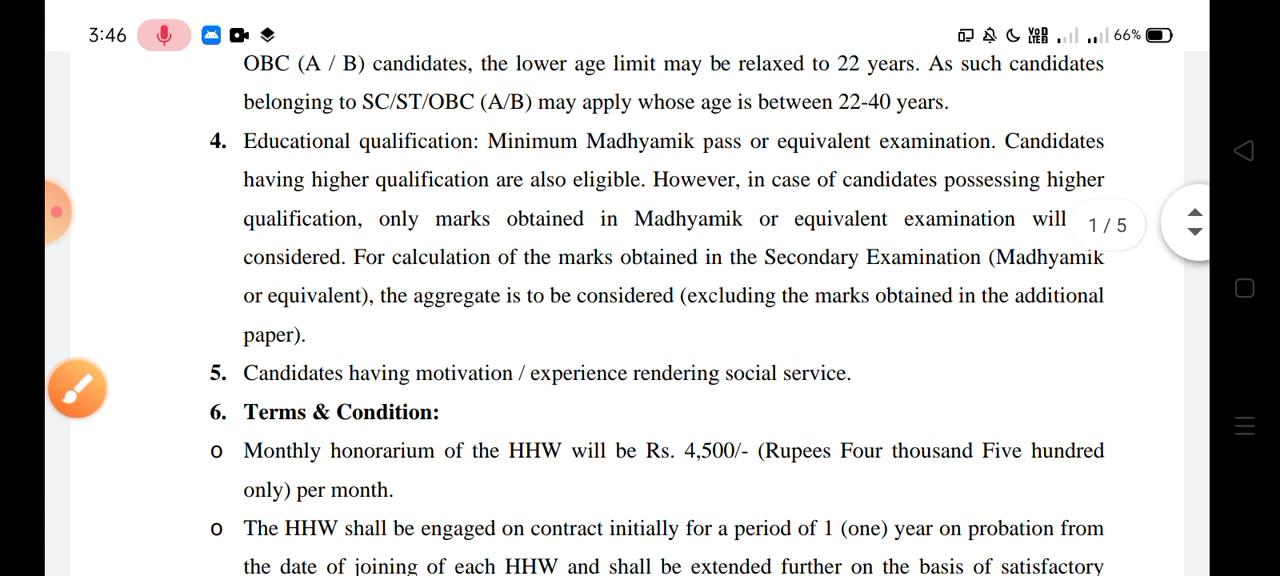 3:46
66%
OBC (A / B) candidates, the lower age limit may be relaxed to 22 years. As such candidates
belonging to SC/ST/OBC (A/B) may apply whose age is between 22-40 years.
4. Educational qualification: Minimum Madhyamik pass or equivalent examination. Candidates
having higher qualification are also eligible. However, in case of candidates possessing higher
qualification, only marks obtained in Madhyamik or equivalent examination will
1 / 5
considered. For calculation of the marks obtained in the Secondary Examination (Madhyamik
or equivalent), the aggregate is to be considered (excluding the marks obtained in the additional
paper).
5. Candidates having motivation / experience rendering social service.
6. Terms & Condition:
o Monthly honorarium of the HHW will be Rs. 4,500/- (Rupees Four thousand Five hundred
only) per month.
o The HHW shall be engaged on contract initially for a period of 1 (one) year on probation from
the date of joining of each HHW and shall be extended further on the basis of satisfactory